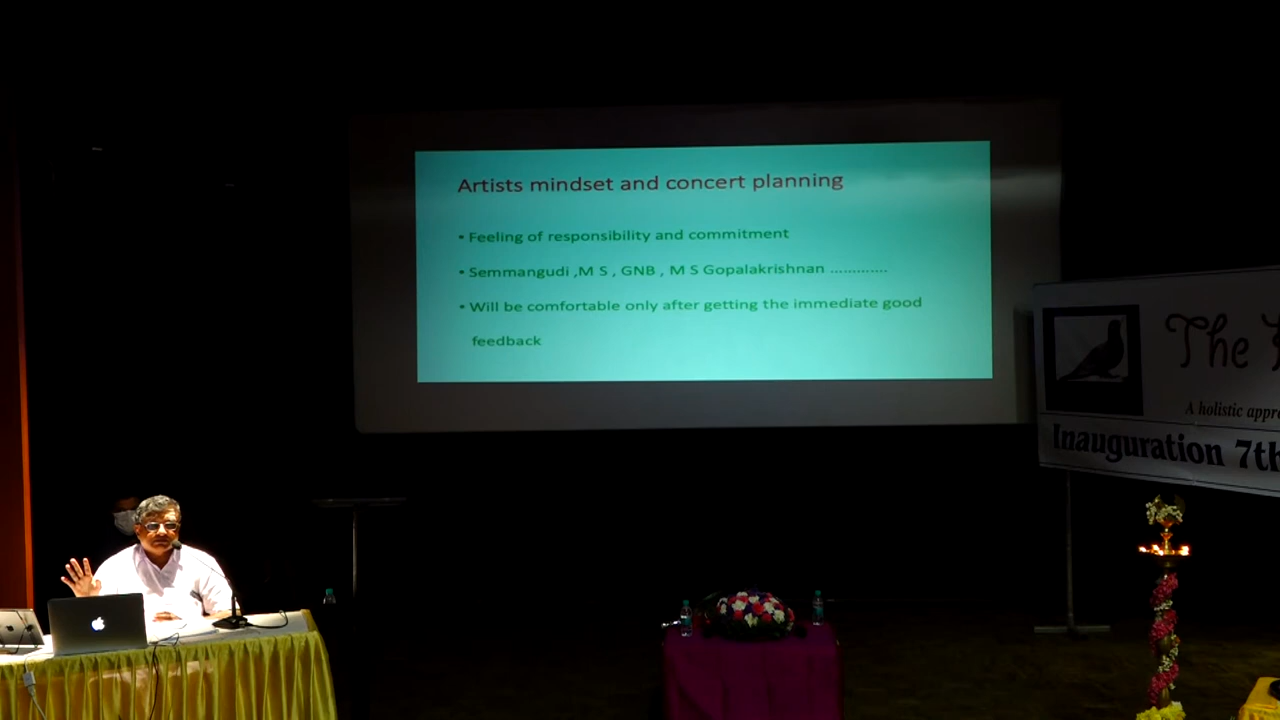 Artists mindset and concert planning
• Feeling of responsibility and commitment
• Semmangudi ,M S , GNB , M S Gopalakrishnan .............
• Will be comfortable only after getting the immediate good
feedback
The
A holistic
Inauguration 7th